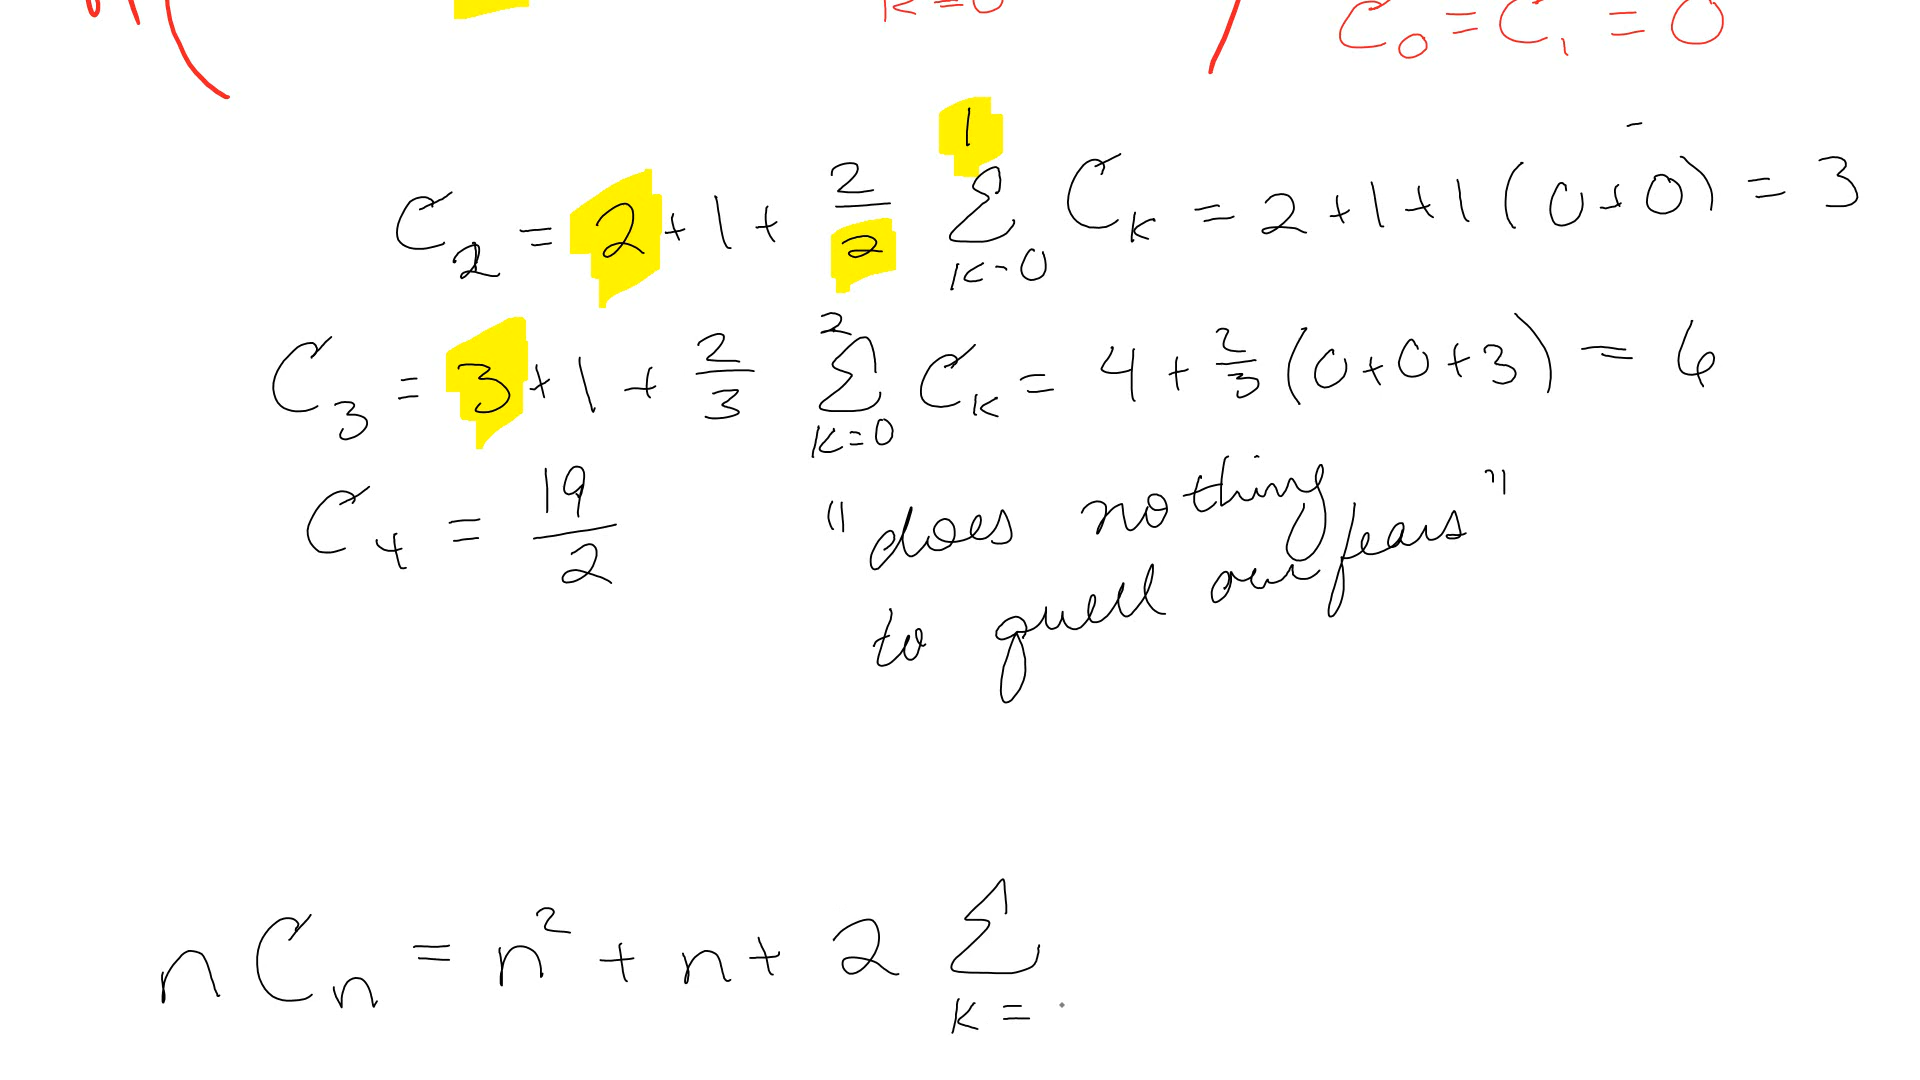 K=0
C₀ = C₁ = 0
C₂ = 2 + 1 + 2/2 Σ_{K=0}^{1} C_K = 2 + 1 + 1 (0+0) = 3
C₃ = 3 + 1 + 2/3 Σ_{K=0}^{2} C_K = 4 + 2/3 (0+0+3) = 6
C₄ = 19/2
"does nothing
to quell our fears"
n Cₙ = n² + n + 2 Σ_{K=